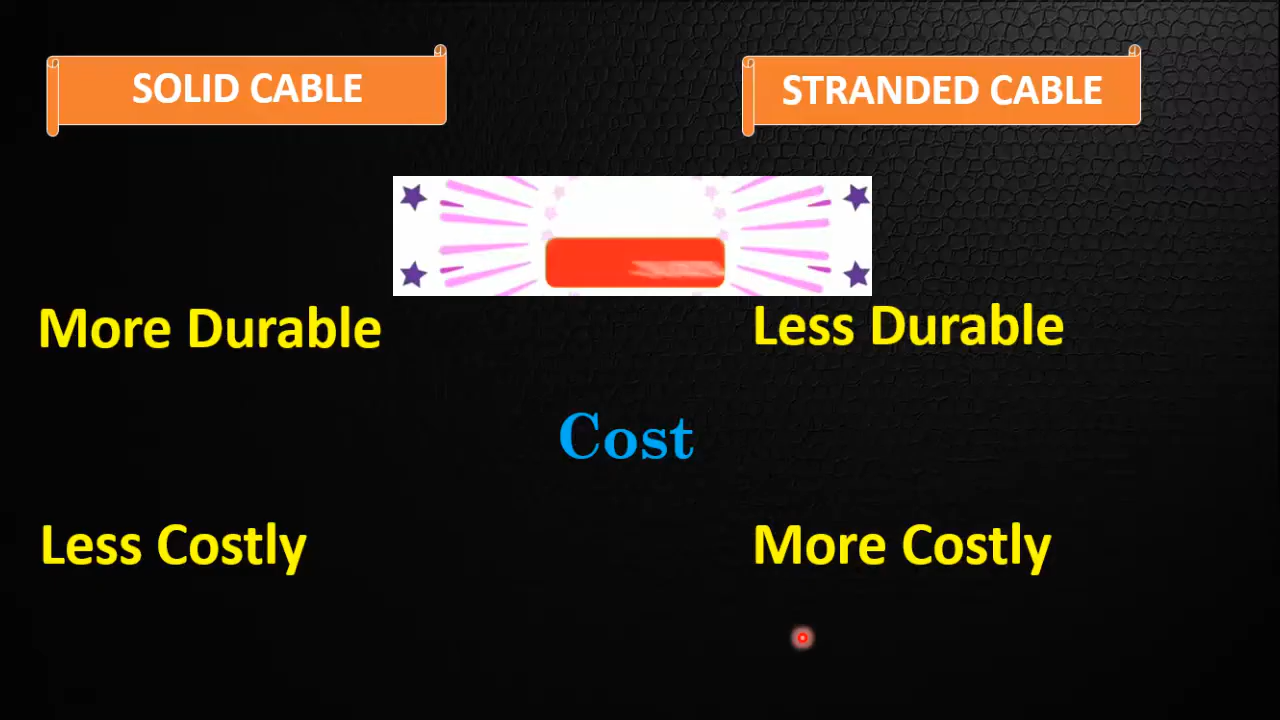 SOLID CABLE
STRANDED CABLE
More Durable
Less Durable
Cost
Less Costly
More Costly